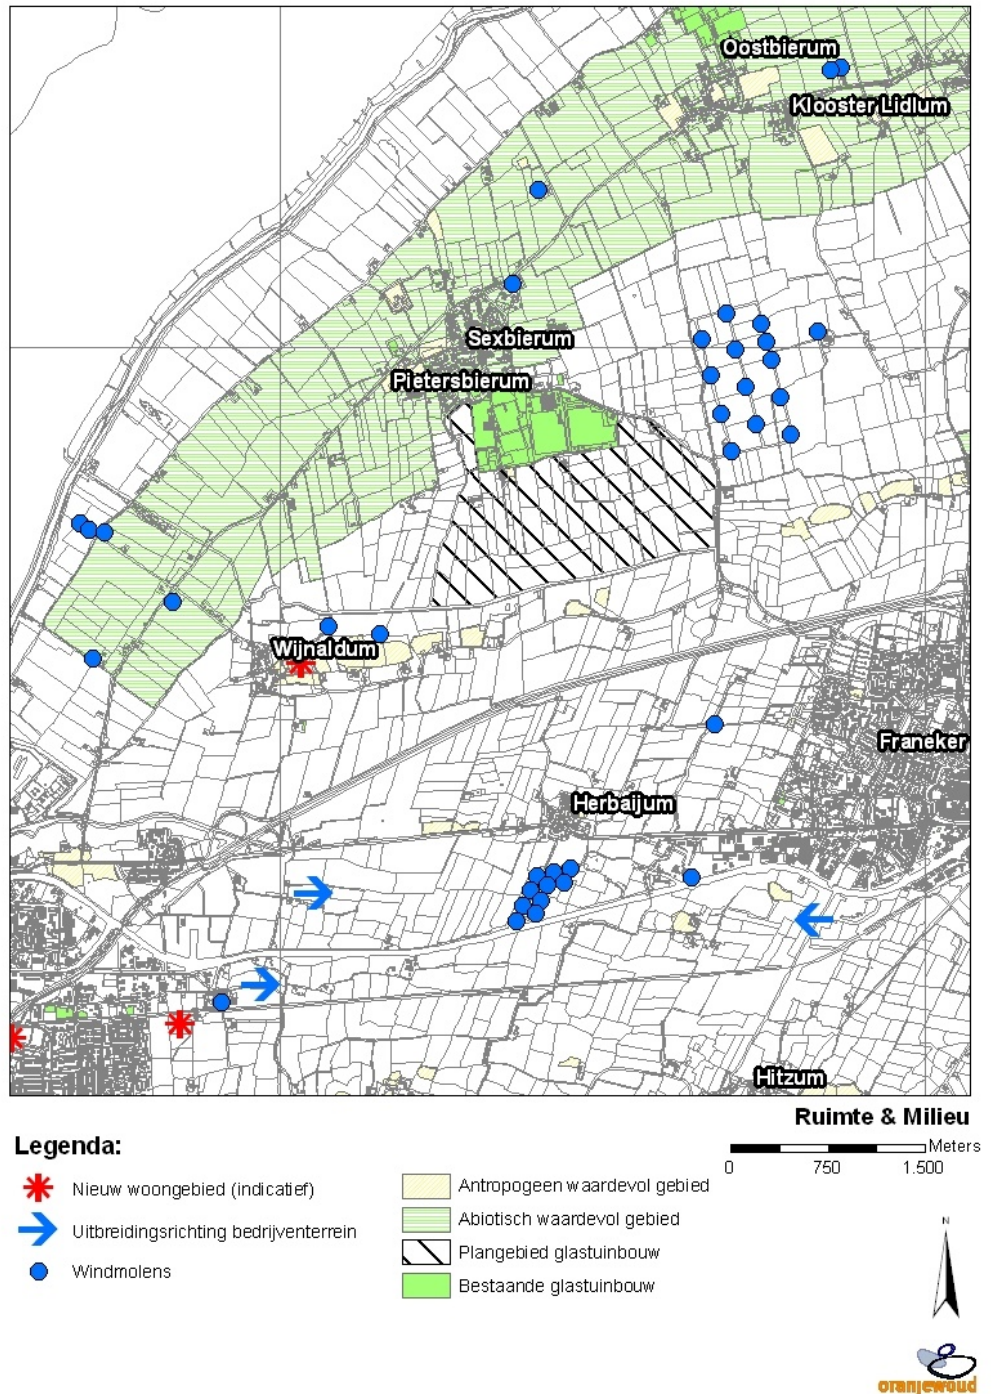 Oostbierum
Klooster Lidlum
Sexbierum
Pietersbierum
Wijnaldum
Franeker
Herbaijum
Hitzum
Ruimte & Milieu
Legenda:
Meters
0 750 1.500
Nieuw woongebied (indicatief)
Uitbreidingsrichting bedrijventerrein
Windmolens
Antropogeen waardevol gebied
Abiotisch waardevol gebied
Plangebied glastuinbouw
Bestaande glastuinbouw
N
oranjewoud